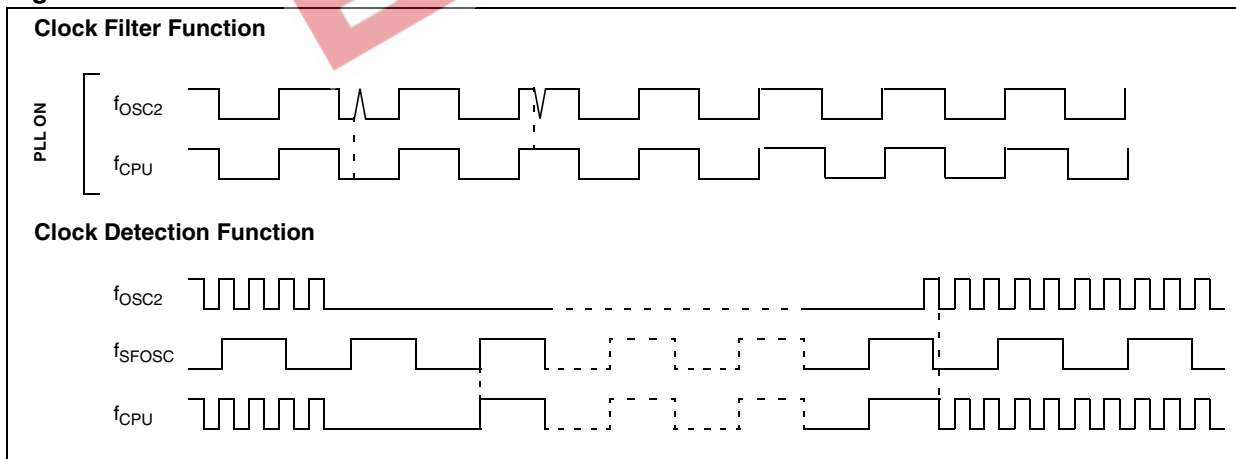 Clock Filter Function
PLL ON
fOSC2
fCPU
Clock Detection Function
fOSC2
fSFOSC
fCPU